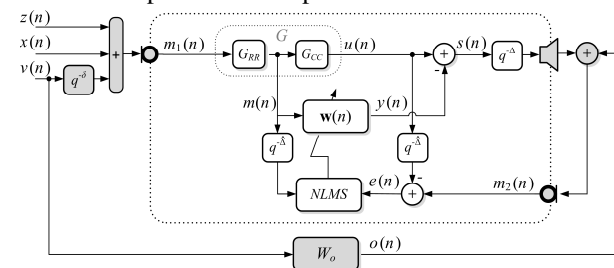 z(n)
x(n)
v(n)
q^-δ
+
m₁(n)
G
G_RR
G_CC
u(n)
+
-
s(n)
q^-Δ
+
m(n)
w(n)
y(n)
q^-Δ̂
q^-Δ̂
NLMS
e(n)
-
+
m₂(n)
W_o
o(n)